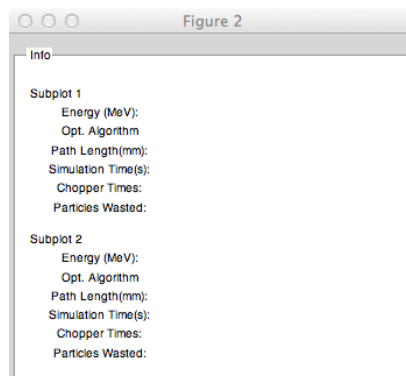 Figure 2
Info
Subplot 1
Energy (MeV):
Opt. Algorithm
Path Length(mm):
Simulation Time(s):
Chopper Times:
Particles Wasted:
Subplot 2
Energy (MeV):
Opt. Algorithm
Path Length(mm):
Simulation Time(s):
Chopper Times:
Particles Wasted: